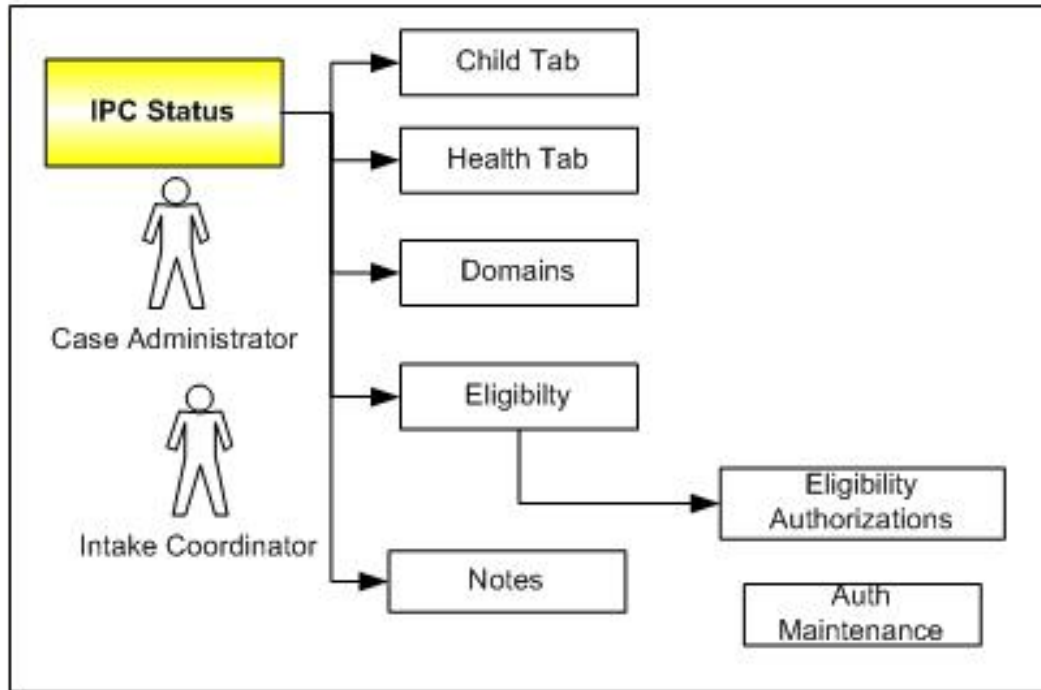 IPC Status
Child Tab
Health Tab
Domains
Case Administrator
Eligibilty
Eligibility
Authorizations
Intake Coordinator
Notes
Auth
Maintenance